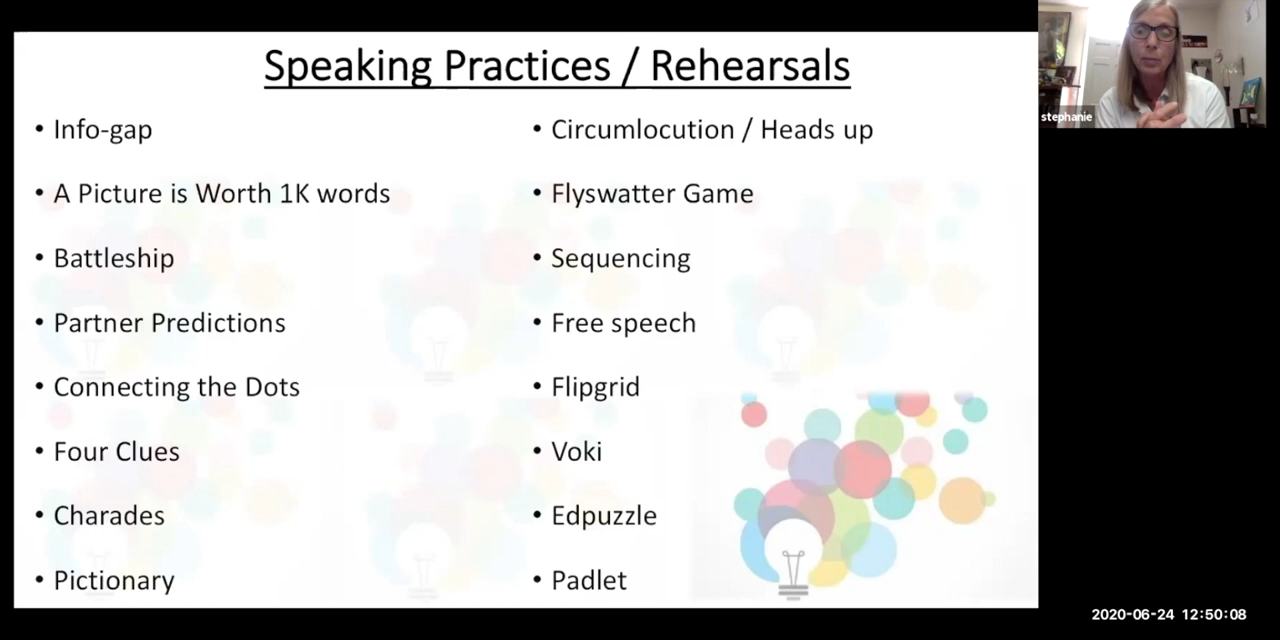 Speaking Practices / Rehearsals
• Info-gap
• A Picture is Worth 1K words
• Battleship
• Partner Predictions
• Connecting the Dots
• Four Clues
• Charades
• Pictionary
• Circumlocution / Heads up
• Flyswatter Game
• Sequencing
• Free speech
• Flipgrid
• Voki
• Edpuzzle
• Padlet
stephanie
2020-06-24 12:50:08